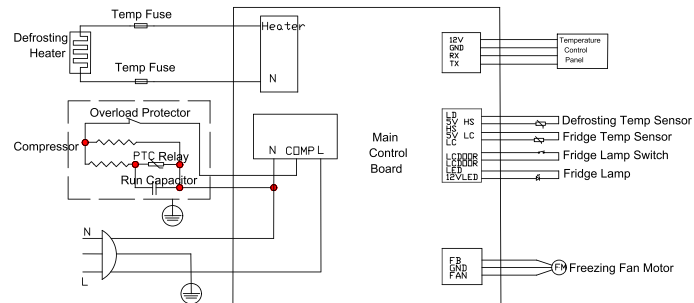 Temp Fuse
Heater
Defrosting
Heater
Temp Fuse
N
12V
GND
RX
TX
Temperature
Control
Panel
Overload Protector
Compressor
PTC Relay
Run Capacitor
N COMP L
Main
Control
Board
LD
5V HS
HS
5V LC
LC
LCDOOR
LCDOOR
LED
12VLED
Defrosting Temp Sensor
Fridge Temp Sensor
Fridge Lamp Switch
Fridge Lamp
N
L
FB
GND
FAN
FM
Freezing Fan Motor